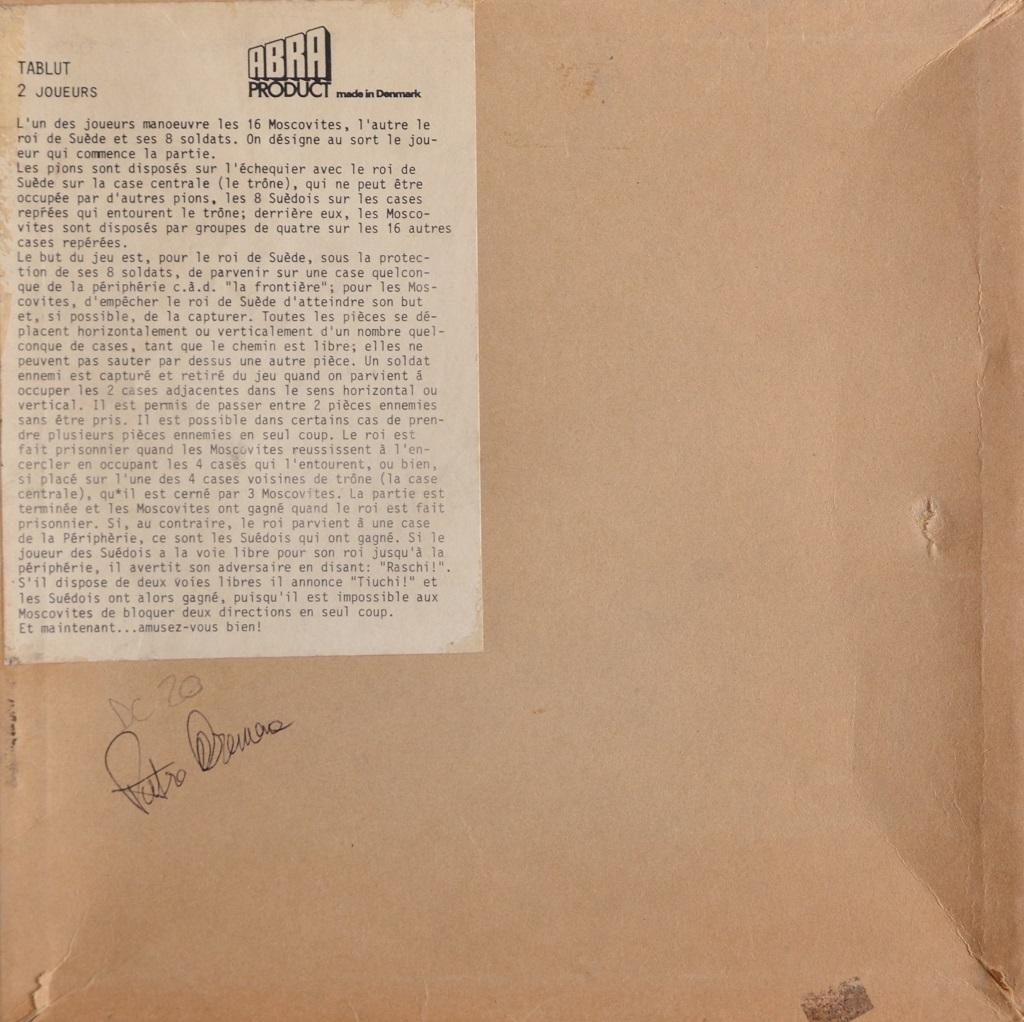 TABLUT
2 JOUEURS
ABRA
PRODUCT made in Denmark
L'un des joueurs manoeuvre les 16 Moscovites, l'autre le
roi de Suède et ses 8 soldats. On désigne au sort le jou-
eur qui commence la partie.
Les pions sont disposés sur l'échequier avec le roi de
Suède sur la case centrale (le trône), qui ne peut être
occupée par d'autres pions, les 8 Suèdois sur les cases
repŕées qui entourent le trône; derrière eux, les Mosco-
vites sont disposés par groupes de quatre sur les 16 autres
cases repérées.
Le but du jeu est, pour le roi de Suède, sous la protec-
tion de ses 8 soldats, de parvenir sur une case quelcon-
que de la périphérie c.à.d. "la frontière"; pour les Mos-
covites, d'empêcher le roi de Suède d'atteindre son but
et, si possible, de la capturer. Toutes les pièces se dé-
placent horizontalement ou verticalement d'un nombre quel-
conque de cases, tant que le chemin est libre; elles ne
peuvent pas sauter par dessus une autre pièce. Un soldat
ennemi est capturé et retiré du jeu quand on parvient á
occuper les 2 cases adjacentes dans le sens horizontal ou
vertical. Il est permis de passer entre 2 pièces ennemies
sans être pris. Il est possible dans certains cas de pren-
dre plusieurs pièces ennemies en seul coup. Le roi est
fait prisonnier quand les Moscovites reussissent à l'en-
cercler en occupant les 4 cases qui l'entourent, ou bien,
si placé sur l'une des 4 cases voisines de trône (la case
centrale), qu*il est cerné par 3 Moscovites. La partie est
terminée et les Moscovites ont gagné quand le roi est fait
prisonnier. Si, au contraire, le roi parvient â une case
de la Périphèrie, ce sont les Suédois qui ont gagné. Si le
joueur des Suédois a la voie libre pour son roi jusqu'à la
périphérie, il avertit son adversaire en disant: "Raschi!".
S'il dispose de deux voies libres il annonce "Tiuchi!" et
les Suédois ont alors gagné, puisqu'il est impossible aux
Moscovites de bloquer deux directions en seul coup.
Et maintenant...amusez-vous bien!
DC 20